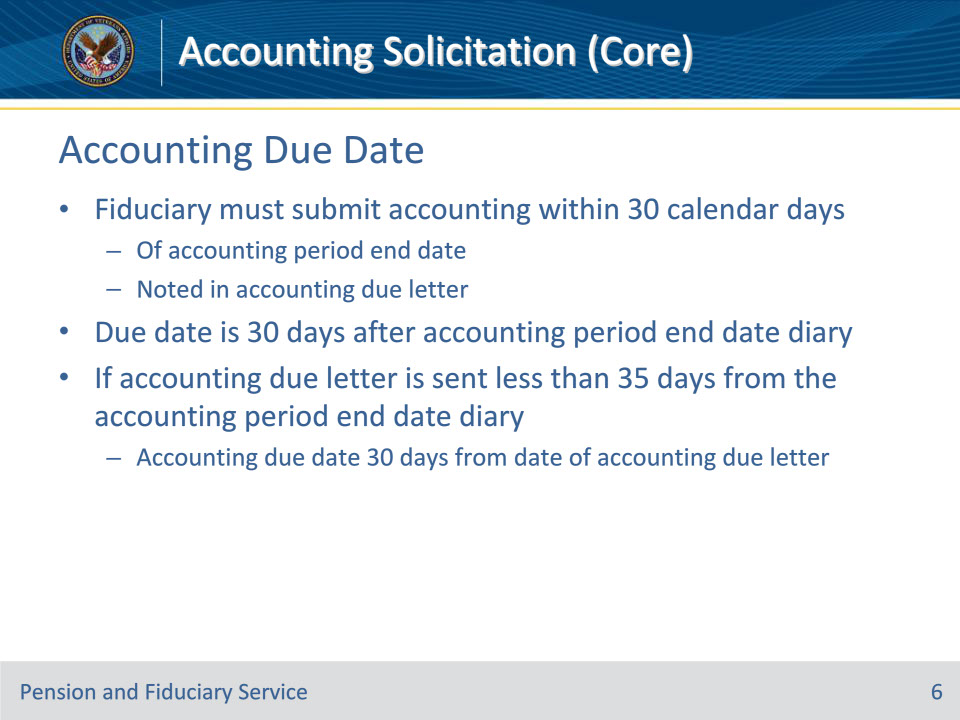 Accounting Solicitation (Core)
Accounting Due Date
• Fiduciary must submit accounting within 30 calendar days
– Of accounting period end date
– Noted in accounting due letter
• Due date is 30 days after accounting period end date diary
• If accounting due letter is sent less than 35 days from the
accounting period end date diary
– Accounting due date 30 days from date of accounting due letter
Pension and Fiduciary Service
6